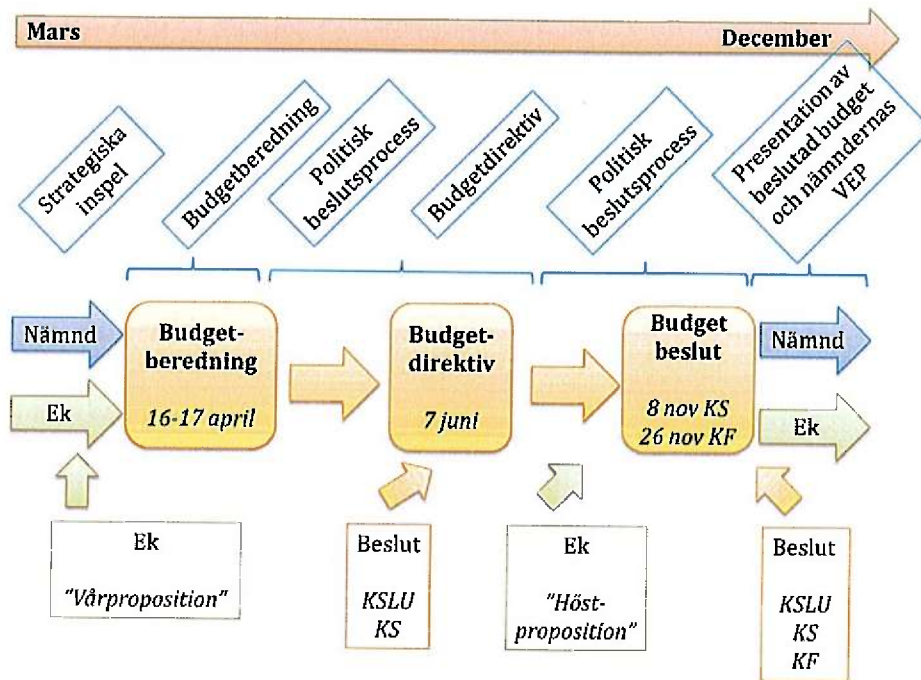 Mars
December
Strategiska
inspel
Budgetberedning
Politisk
beslutsprocess
Budgetdirektiv
Politisk
beslutsprocess
Presentation av
beslutad budget
och nämndernas
VEP
Nämnd
Ek
Budget-
beredning
16-17 april
Budget-
direktiv
7 juni
Budget
beslut
8 nov KS
26 nov KF
Nämnd
Ek
Ek
"Vårproposition"
Beslut
KSLU
KS
Ek
"Höst-
proposition"
Beslut
KSLU
KS
KF